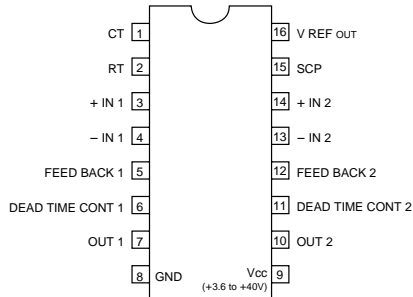 CT 1
RT 2
+ IN 1 3
– IN 1 4
FEED BACK 1 5
DEAD TIME CONT 1 6
OUT 1 7
8 GND
16 V REF OUT
15 SCP
14 + IN 2
13 – IN 2
12 FEED BACK 2
11 DEAD TIME CONT 2
10 OUT 2
Vcc 9
(+3.6 to +40V)